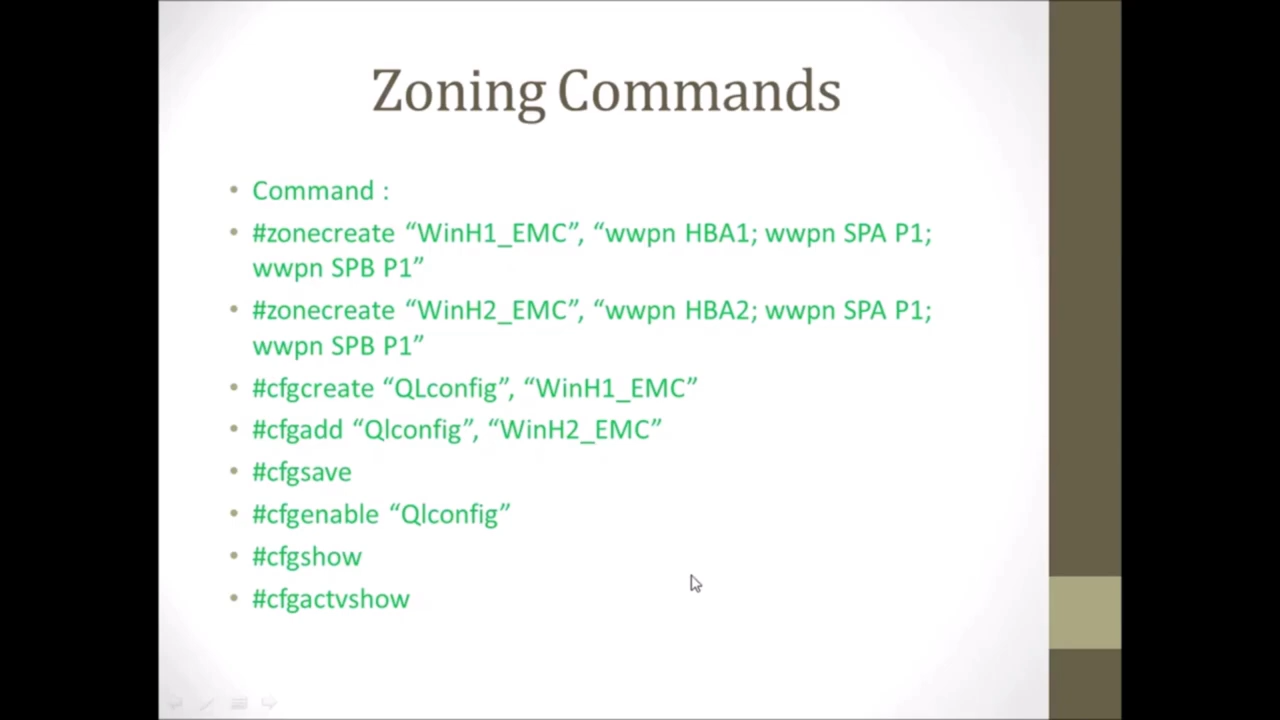 Zoning Commands
• Command :
• #zonecreate “WinH1_EMC”, “wwpn HBA1; wwpn SPA P1;
wwpn SPB P1”
• #zonecreate “WinH2_EMC”, “wwpn HBA2; wwpn SPA P1;
wwpn SPB P1”
• #cfgcreate “QLconfig”, “WinH1_EMC”
• #cfgadd “Qlconfig”, “WinH2_EMC”
• #cfgsave
• #cfgenable “Qlconfig”
• #cfgshow
• #cfgactvshow